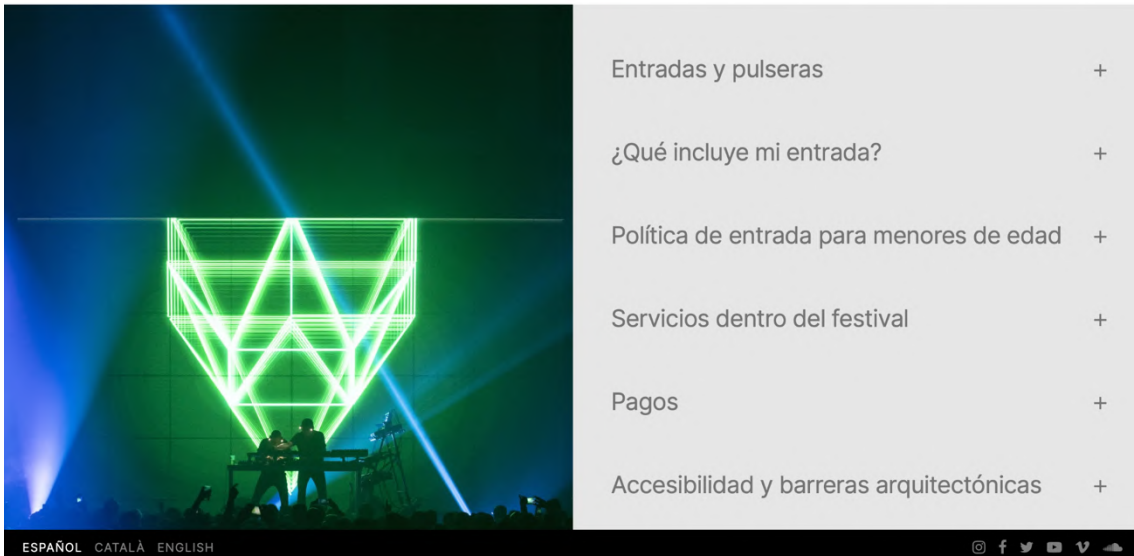 Entradas y pulseras +
¿Qué incluye mi entrada? +
Política de entrada para menores de edad +
Servicios dentro del festival +
Pagos +
Accesibilidad y barreras arquitectónicas +
ESPAÑOL CATALÀ ENGLISH